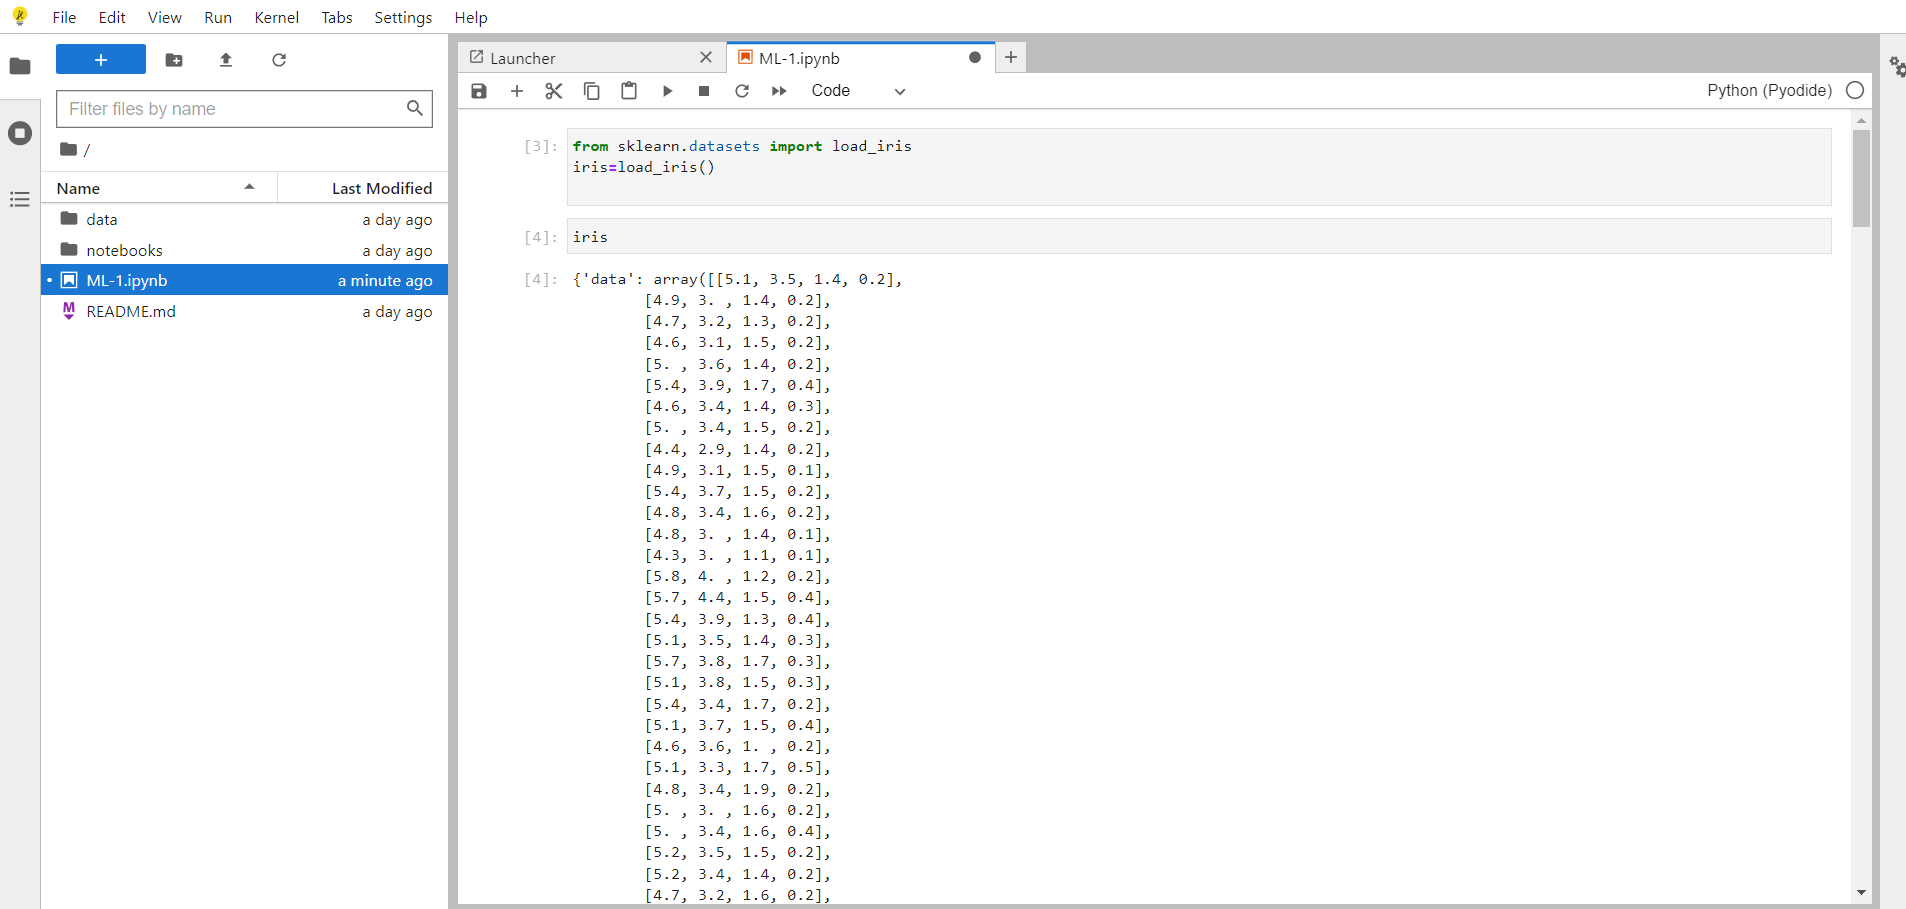 File Edit View Run Kernel Tabs Settings Help
Filter files by name
/
Name Last Modified
data a day ago
notebooks a day ago
ML-1.ipynb a minute ago
M README.md a day ago
Launcher ML-1.ipynb
Code Python (Pyodide)
[3]: from sklearn.datasets import load_iris
iris=load_iris()
[4]: iris
[4]: {'data': array([[5.1, 3.5, 1.4, 0.2],
[4.9, 3. , 1.4, 0.2],
[4.7, 3.2, 1.3, 0.2],
[4.6, 3.1, 1.5, 0.2],
[5. , 3.6, 1.4, 0.2],
[5.4, 3.9, 1.7, 0.4],
[4.6, 3.4, 1.4, 0.3],
[5. , 3.4, 1.5, 0.2],
[4.4, 2.9, 1.4, 0.2],
[4.9, 3.1, 1.5, 0.1],
[5.4, 3.7, 1.5, 0.2],
[4.8, 3.4, 1.6, 0.2],
[4.8, 3. , 1.4, 0.1],
[4.3, 3. , 1.1, 0.1],
[5.8, 4. , 1.2, 0.2],
[5.7, 4.4, 1.5, 0.4],
[5.4, 3.9, 1.3, 0.4],
[5.1, 3.5, 1.4, 0.3],
[5.7, 3.8, 1.7, 0.3],
[5.1, 3.8, 1.5, 0.3],
[5.4, 3.4, 1.7, 0.2],
[5.1, 3.7, 1.5, 0.4],
[4.6, 3.6, 1. , 0.2],
[5.1, 3.3, 1.7, 0.5],
[4.8, 3.4, 1.9, 0.2],
[5. , 3. , 1.6, 0.2],
[5. , 3.4, 1.6, 0.4],
[5.2, 3.5, 1.5, 0.2],
[5.2, 3.4, 1.4, 0.2],
[4.7, 3.2, 1.6, 0.2],